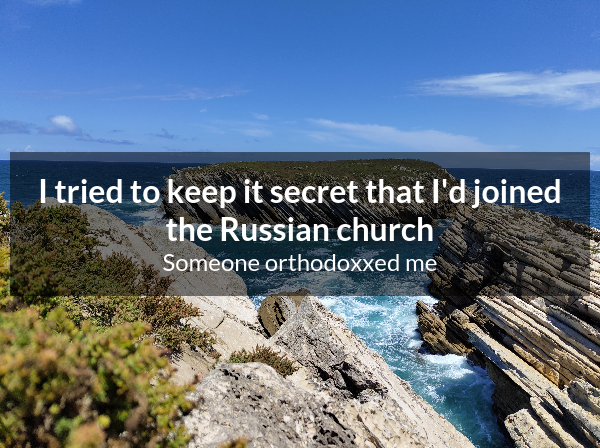 I tried to keep it secret that I'd joined
the Russian church
Someone orthodoxxed me